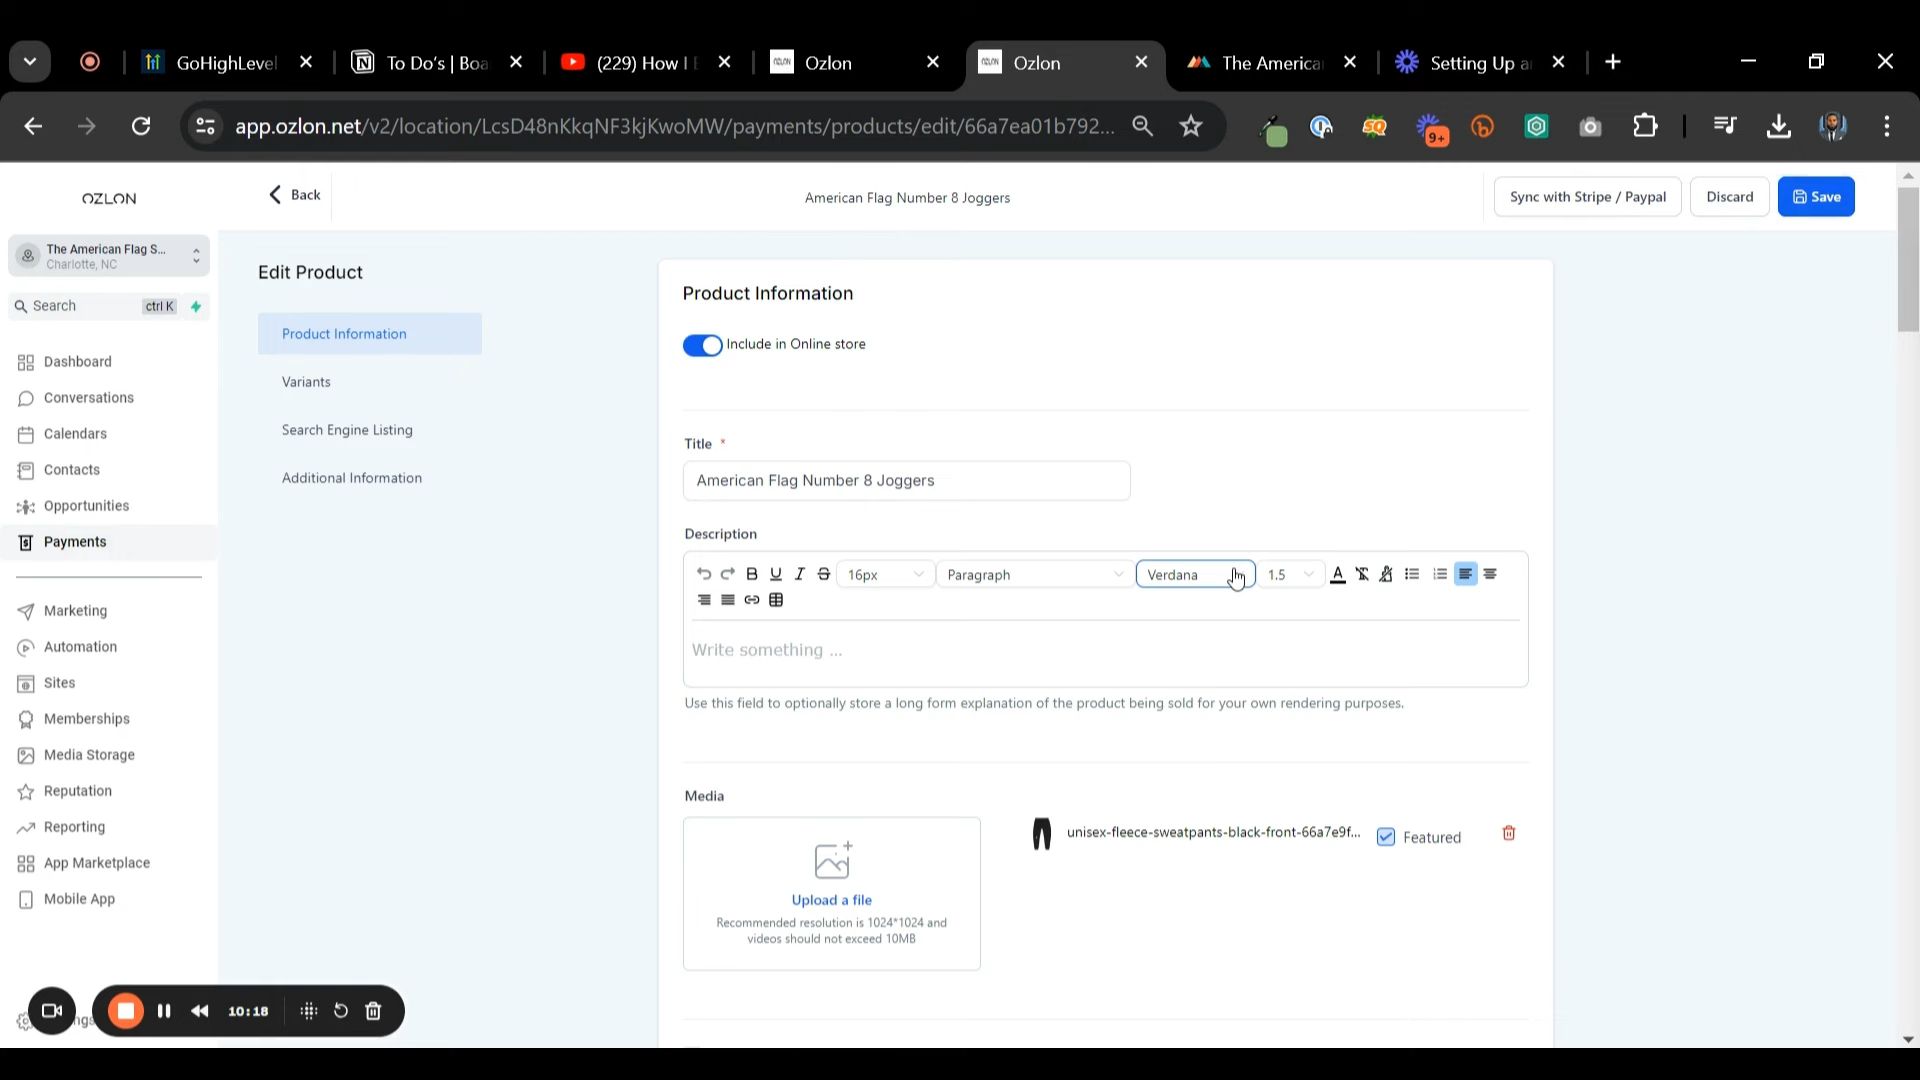 GoHighLevel
To Do's | Boa
(229) How I
Ozlon
Ozlon
The America
Setting Up a
app.ozlon.net/v2/location/LcsD48nKkqNF3kjKwoMW/payments/products/edit/66a7ea01b792...
9+
OZLON
Back
American Flag Number 8 Joggers
Sync with Stripe / Paypal
Discard
Save
The American Flag S...
Charlotte, NC
Search
ctrl K
Dashboard
Conversations
Calendars
Contacts
Opportunities
Payments
Marketing
Automation
Sites
Memberships
Media Storage
Reputation
Reporting
App Marketplace
Mobile App
10:18
Edit Product
Product Information
Variants
Search Engine Listing
Additional Information
Product Information
Include in Online store
Title *
American Flag Number 8 Joggers
Description
16px
Paragraph
Verdana
1.5
Write something ...
Use this field to optionally store a long form explanation of the product being sold for your own rendering purposes.
Media
Upload a file
Recommended resolution is 1024*1024 and
videos should not exceed 10MB
unisex-fleece-sweatpants-black-front-66a7e9f...
Featured